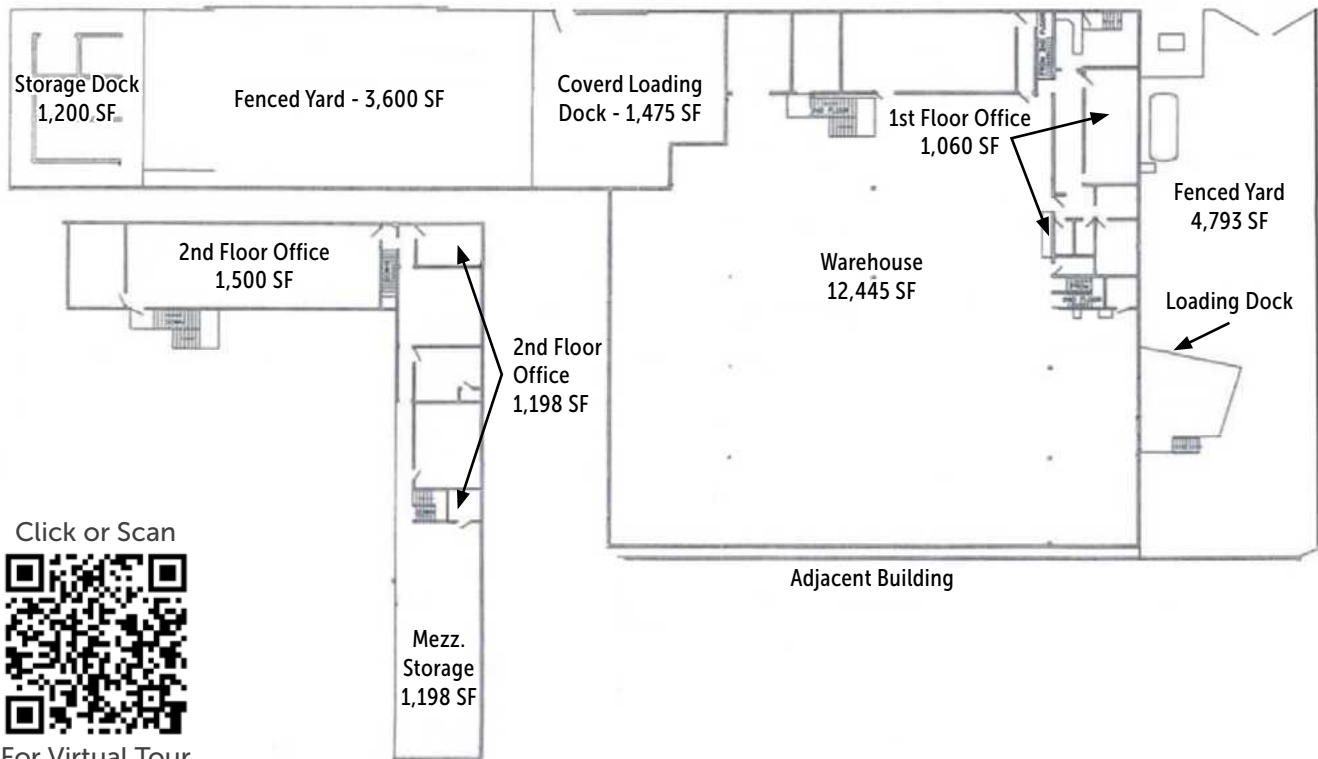 Storage Dock
1,200 SF
Fenced Yard - 3,600 SF
Coverd Loading
Dock - 1,475 SF
1st Floor Office
1,060 SF
Fenced Yard
4,793 SF
2nd Floor Office
1,500 SF
Warehouse
12,445 SF
Loading Dock
2nd Floor
Office
1,198 SF
Click or Scan
Adjacent Building
Mezz.
Storage
1,198 SF
For Virtual Tour